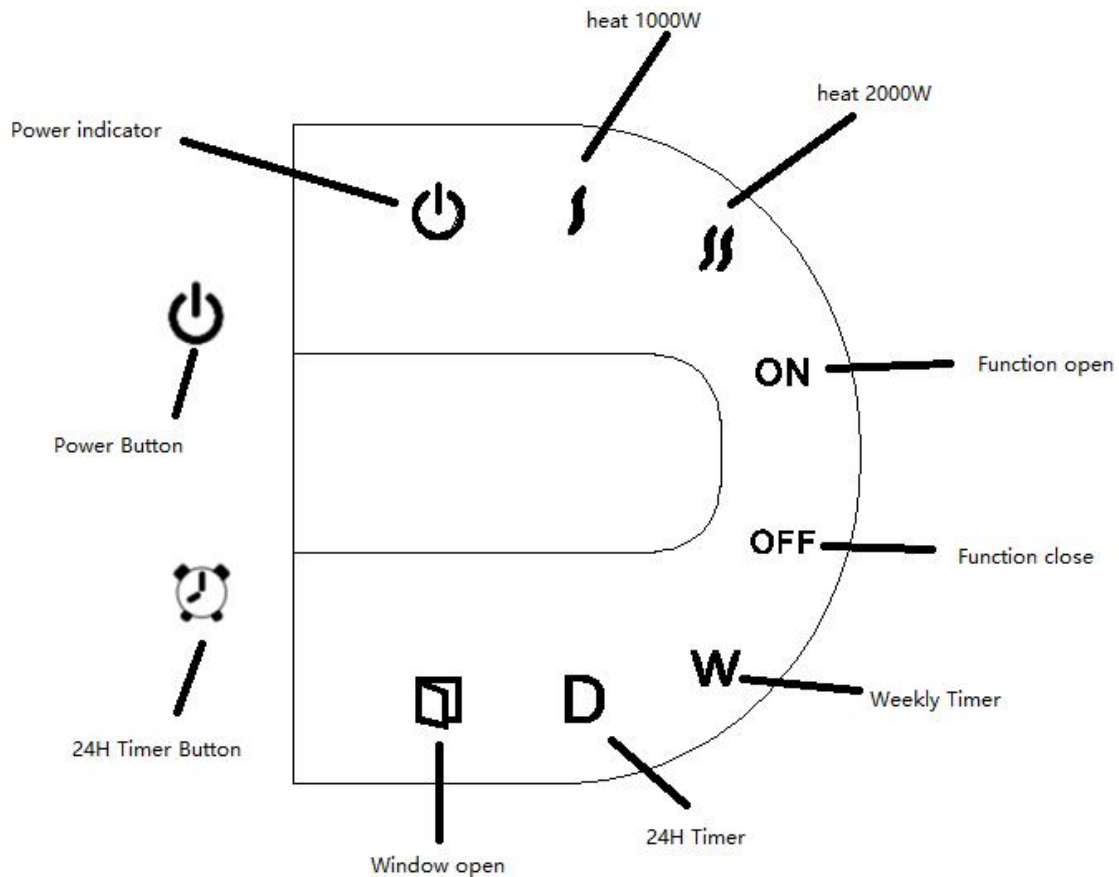 heat 1000W
heat 2000W
Power indicator
ON
Function open
Power Button
OFF
Function close
W
Weekly Timer
D
24H Timer Button
24H Timer
Window open